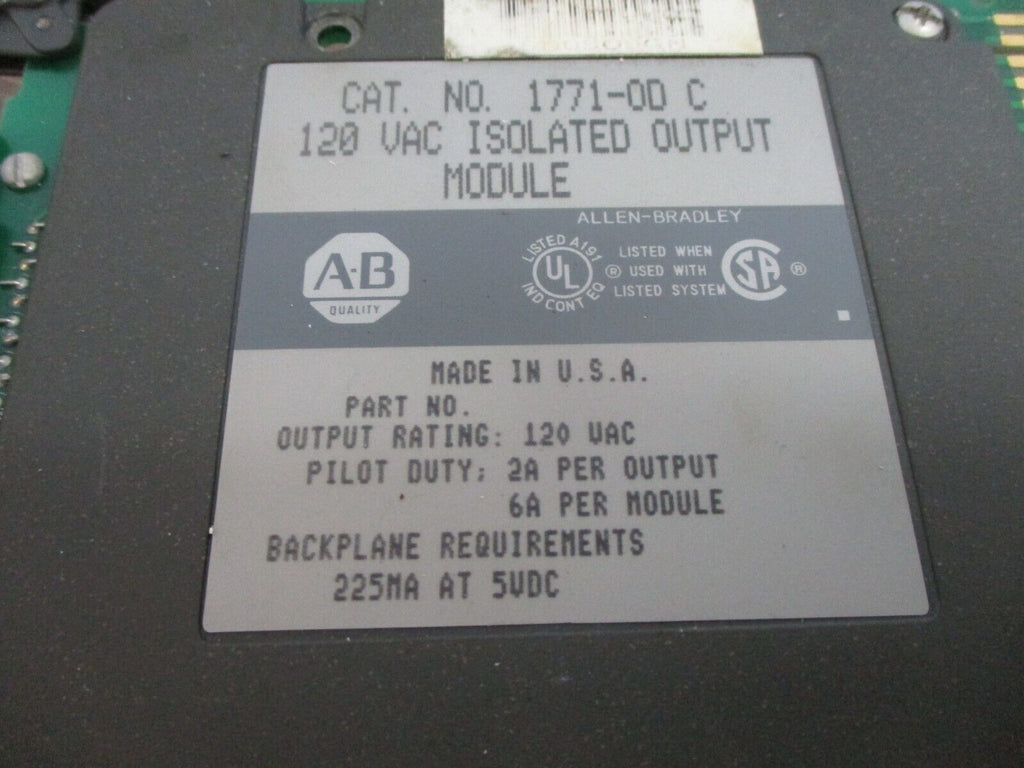 CAT. NO. 1771-OD C
120 VAC ISOLATED OUTPUT
MODULE
ALLEN-BRADLEY
A-B
QUALITY
LISTED A191
UL
IND CONT EQ
®
LISTED WHEN
USED WITH
LISTED SYSTEM
SA
®
MADE IN U.S.A.
PART NO.
OUTPUT RATING: 120 VAC
PILOT DUTY; 2A PER OUTPUT
6A PER MODULE
BACKPLANE REQUIREMENTS
225MA AT 5VDC